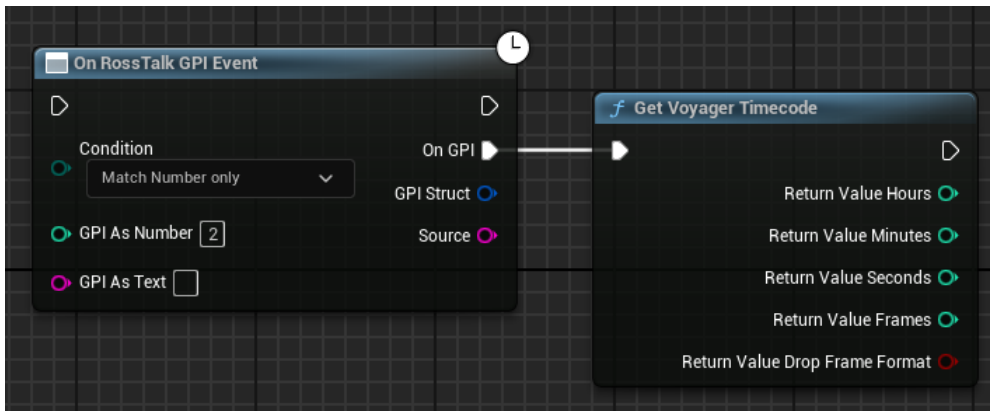 On RossTalk GPI Event
Condition
Match Number only
On GPI
GPI Struct
GPI As Number 2
Source
GPI As Text
f Get Voyager Timecode
Return Value Hours
Return Value Minutes
Return Value Seconds
Return Value Frames
Return Value Drop Frame Format